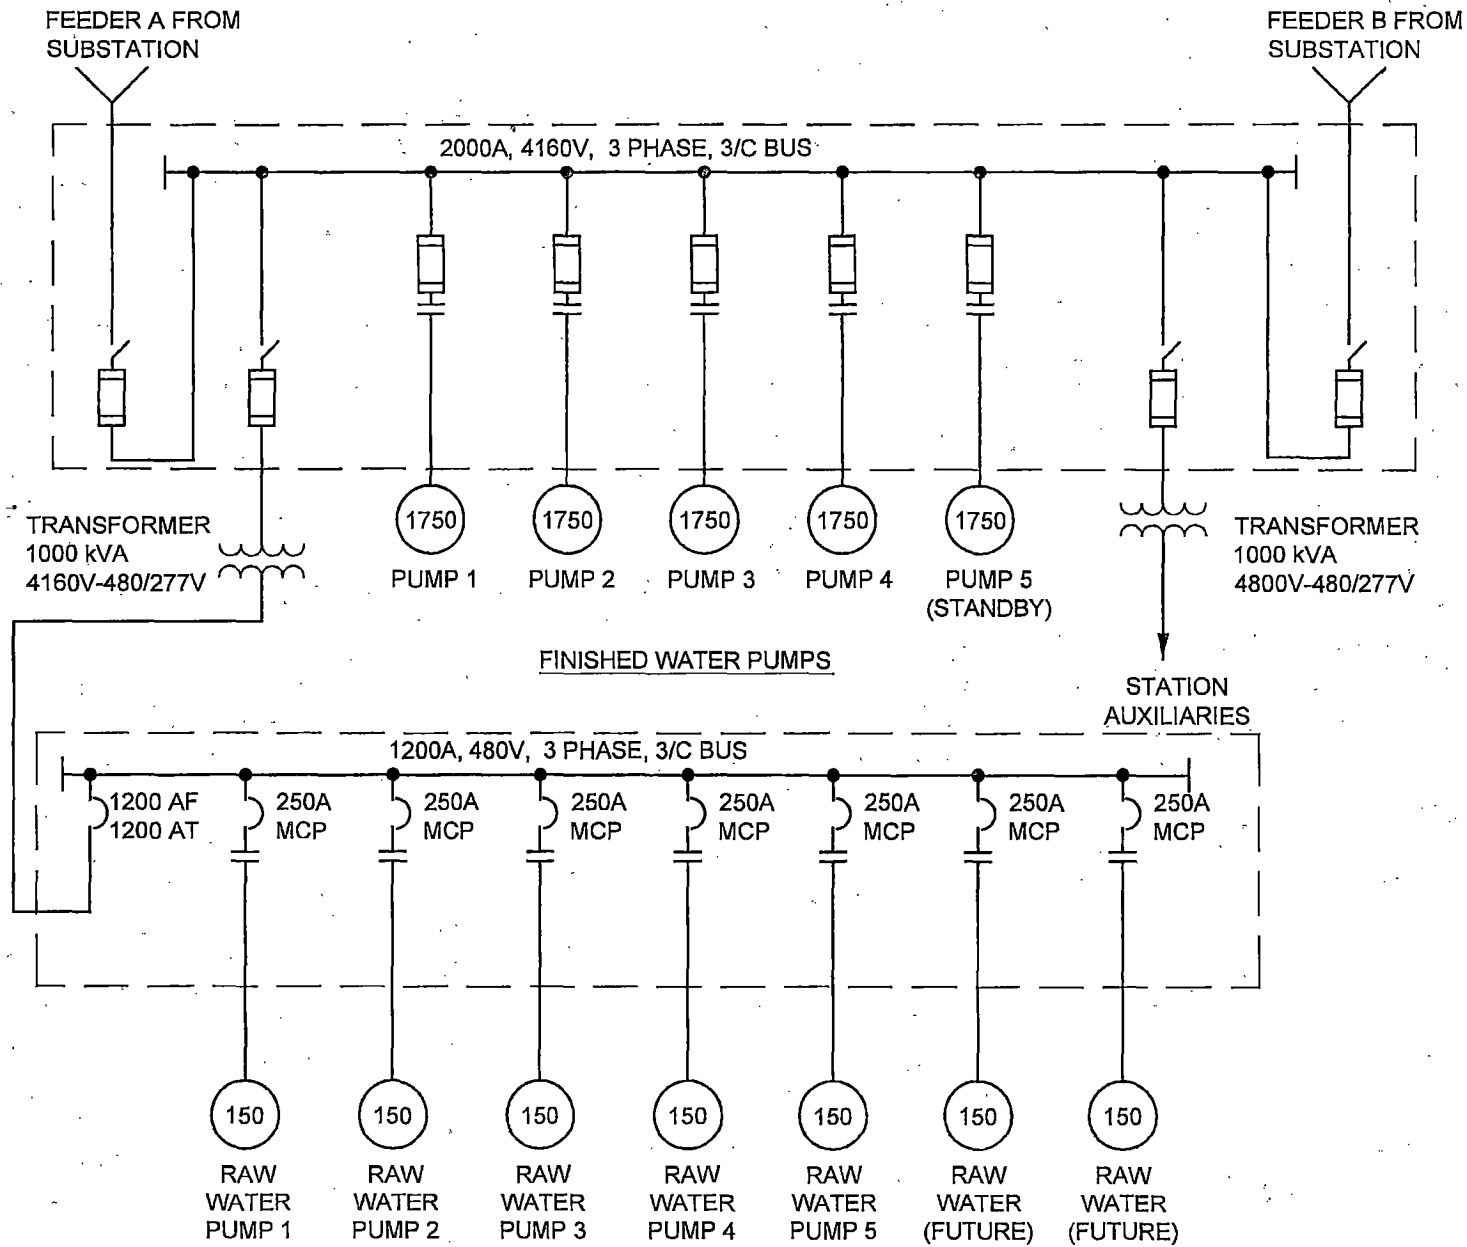 FEEDER A FROM
SUBSTATION
FEEDER B FROM
SUBSTATION
2000A, 4160V, 3 PHASE, 3/C BUS
TRANSFORMER
1000 kVA
4160V-480/277V
1750
PUMP 1
1750
PUMP 2
1750
PUMP 3
1750
PUMP 4
1750
PUMP 5
(STANDBY)
TRANSFORMER
1000 kVA
4800V-480/277V
FINISHED WATER PUMPS
STATION
AUXILIARIES
1200A, 480V, 3 PHASE, 3/C BUS
1200 AF
1200 AT
250A
MCP
250A
MCP
250A
MCP
250A
MCP
250A
MCP
250A
MCP
250A
MCP
150
RAW
WATER
PUMP 1
150
RAW
WATER
PUMP 2
150
RAW
WATER
PUMP 3
150
RAW
WATER
PUMP 4
150
RAW
WATER
PUMP 5
150
RAW
WATER
(FUTURE)
150
RAW
WATER
(FUTURE)